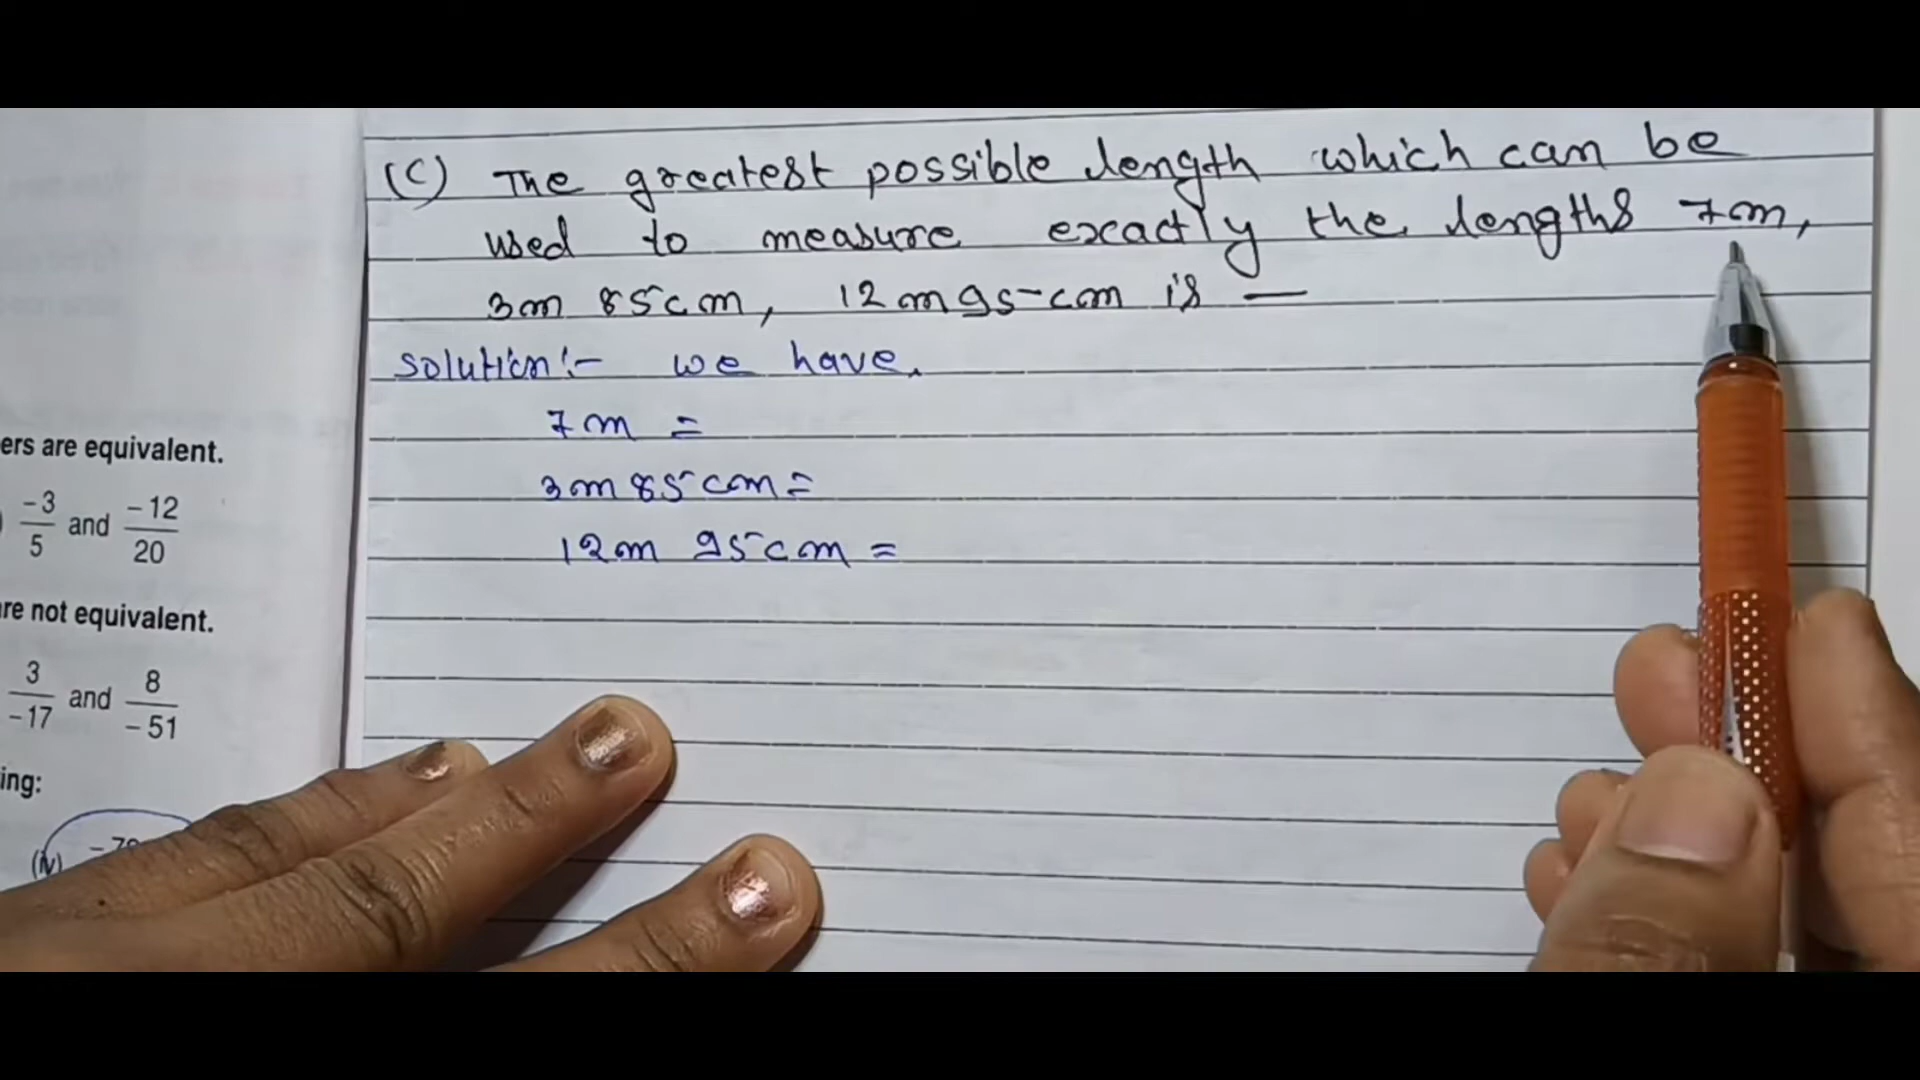 (C) The greatest possible length which can be
used to measure exactly the lengths 7m,
3m 85cm, 12m95cm is —
Solution:- we have,
7m =
3m 85cm=
12m 95cm =
ers are equivalent.
-3/5 and -12/20
re not equivalent.
3/-17 and 8/-51
ing:
(iv)